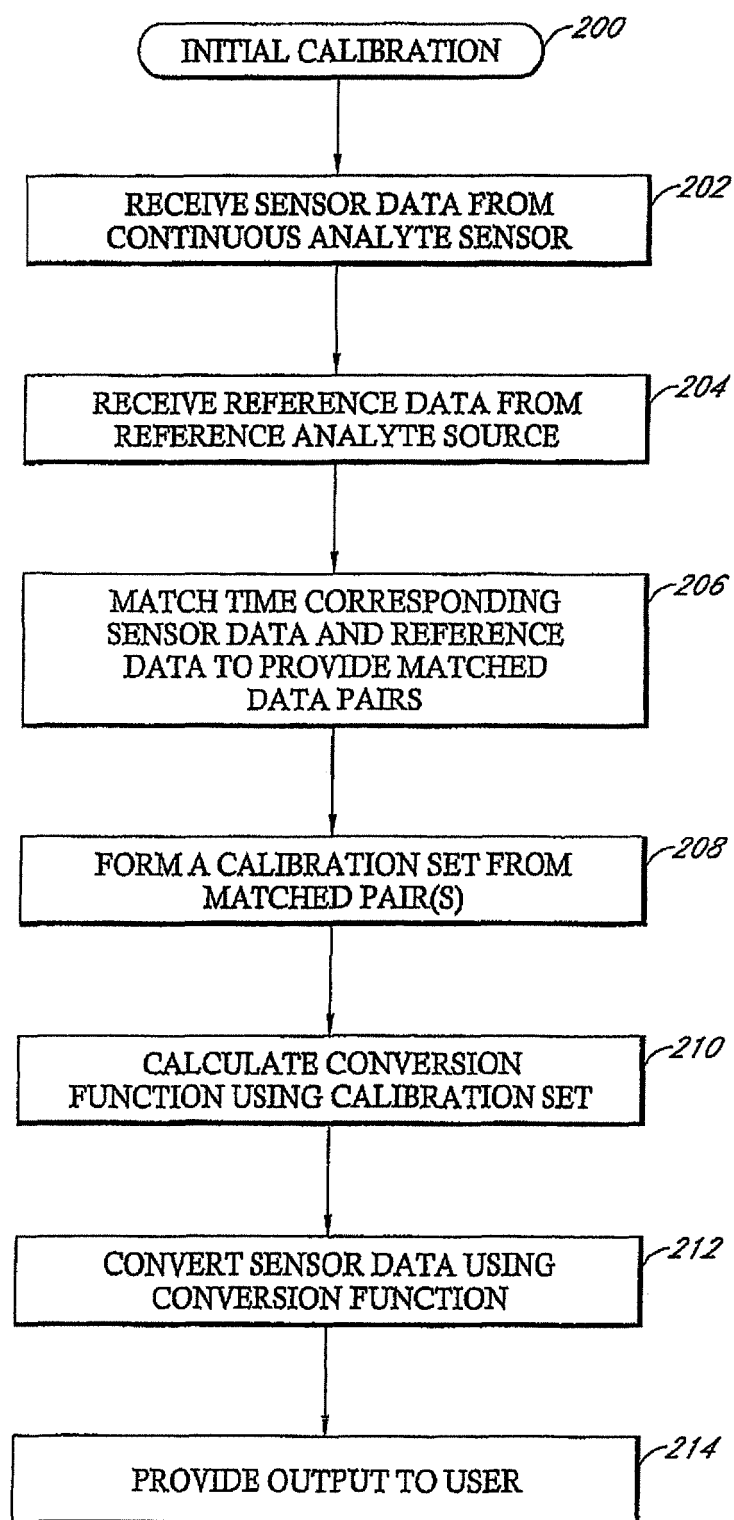 INITIAL CALIBRATION
200
RECEIVE SENSOR DATA FROM
CONTINUOUS ANALYTE SENSOR
202
RECEIVE REFERENCE DATA FROM
REFERENCE ANALYTE SOURCE
204
MATCH TIME CORRESPONDING
SENSOR DATA AND REFERENCE
DATA TO PROVIDE MATCHED
DATA PAIRS
206
FORM A CALIBRATION SET FROM
MATCHED PAIR(S)
208
CALCULATE CONVERSION
FUNCTION USING CALIBRATION SET
210
CONVERT SENSOR DATA USING
CONVERSION FUNCTION
212
PROVIDE OUTPUT TO USER
214